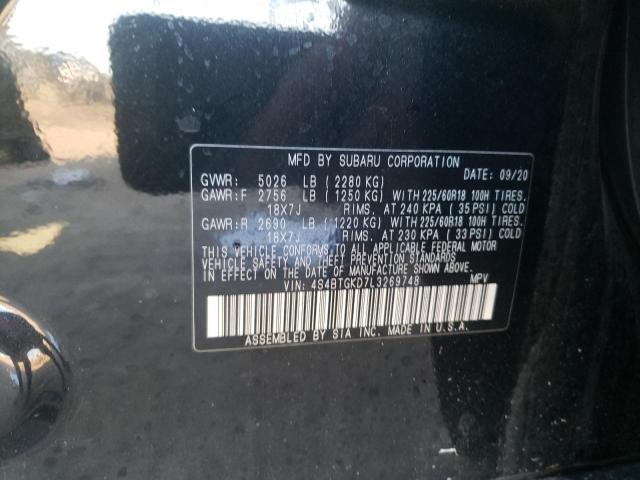 MFD BY SUBARU CORPORATION DATE: 09/20
GVWR: 5026 LB (2280 KG)
GAWR:F 2756 LB (1250 KG) WITH 225/60R18 100H TIRES.
18X7J RIMS. AT 240 KPA (35 PSI) COLD
GAWR:R 2690 LB (1220 KG) WITH 225/60R18 100H TIRES.
18X7J RIMS. AT 230 KPA (33 PSI) COLD
THIS VEHICLE CONFORMS TO ALL APPLICABLE FEDERAL MOTOR
VEHICLE SAFETY AND THEFT PREVENTION STANDARDS
IN EFFECT ON THE DATE OF MANUFACTURE SHOWN ABOVE.
VIN: 4S4BTGKD7L3269748 MPV
ASSEMBLED BY SIA INC. MADE IN U.S.A.